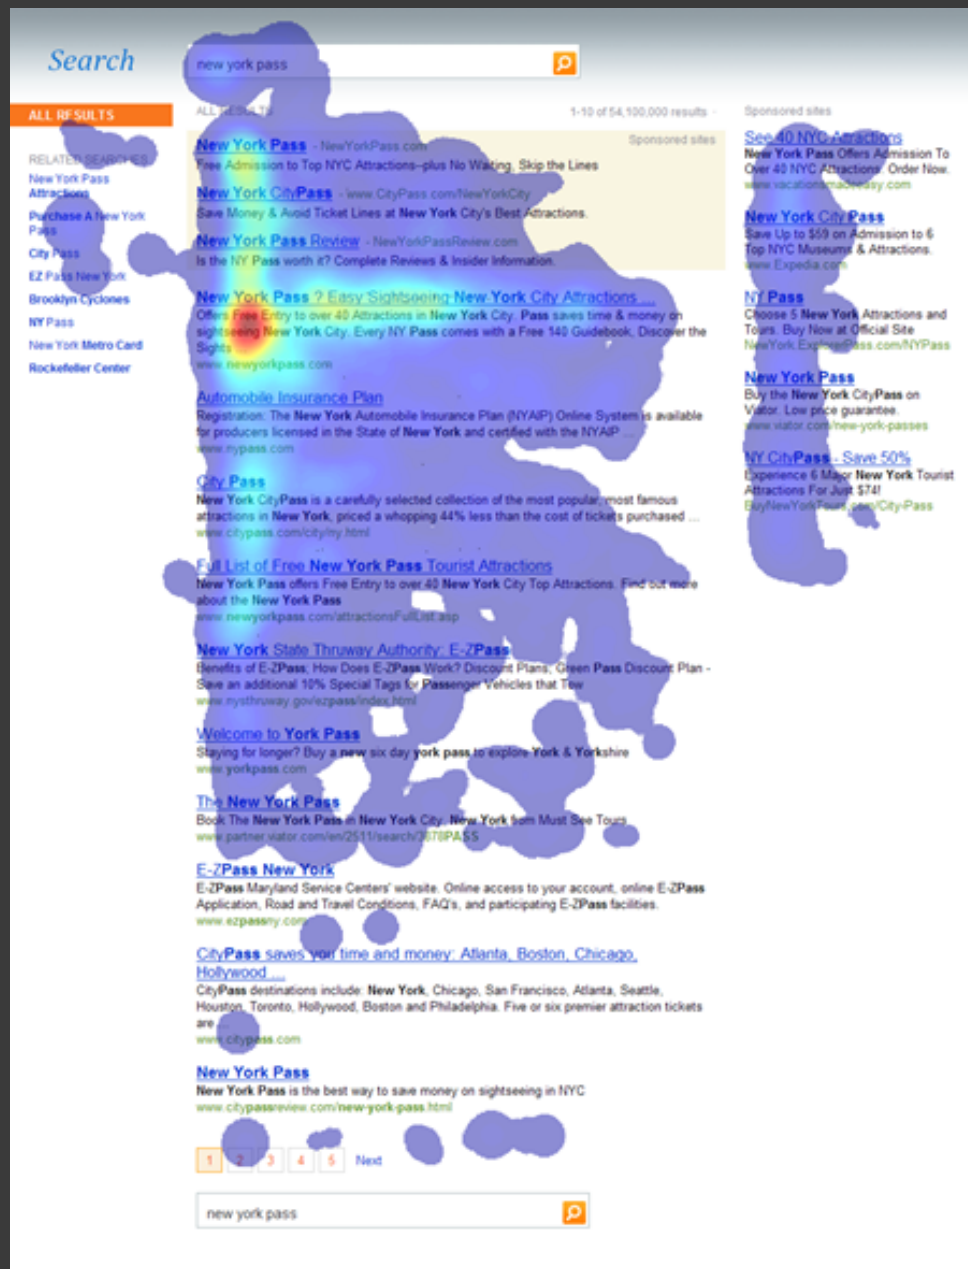 Search
new york pass
ALL RESULTS
RELATED SEARCHES
New York Pass
Attractions
Purchase A New York
Pass
City Pass
EZ Pass New York
Brooklyn Cyclones
NY Pass
New York Metro Card
Rockefeller Center
ALL RESULTS
1-10 of 54,100,000 results
Sponsored sites
New York Pass - NewYorkPass.com
Free Admission to Top NYC Attractions--plus No Waiting, Skip the Lines
New York CityPass - www.CityPass.com/NewYorkCity
Save Money & Avoid Ticket Lines at New York City's Best Attractions.
New York Pass Review - NewYorkPassReview.com
Is the NY Pass worth it? Complete Reviews & Insider Information.
New York Pass ? Easy Sightseeing New York City Attractions ...
Offers Free Entry to over 40 Attractions in New York City. Pass saves time & money on
sightseeing New York City. Every NY Pass comes with a Free 140 Guidebook, Discover the
Sights
www.newyorkpass.com
Automobile Insurance Plan
Registration: The New York Automobile Insurance Plan (NYAIP) Online System is available
for producers licensed in the State of New York and certified with the NYAIP ...
www.nypass.com
City Pass
New York CityPass is a carefully selected collection of the most popular, most famous
attractions in New York, priced a whopping 44% less than the cost of tickets purchased ...
www.citypass.com/city/ny.html
Full List of Free New York Pass Tourist Attractions
New York Pass offers Free Entry to over 40 New York City Top Attractions. Find out more
about the New York Pass
www.newyorkpass.com/attractionsFullList.asp
New York State Thruway Authority: E-ZPass
Benefits of E-ZPass; How Does E-ZPass Work? Discount Plans; Green Pass Discount Plan -
Save an additional 10% Special Tags for Passenger Vehicles that Tow
www.nysthruway.gov/ezpass/index.html
Welcome to York Pass
Staying for longer? Buy a new six day york pass to explore York & Yorkshire
www.yorkpass.com
The New York Pass
Book The New York Pass in New York City, New York from Must See Tours
www.partner.viator.com/en/2511/search/3878PASS
E-ZPass New York
E-ZPass Maryland Service Centers' website. Online access to your account, online E-ZPass
Application, Road and Travel Conditions, FAQ's, and participating E-ZPass facilities.
www.ezpassny.com
CityPass saves you time and money: Atlanta, Boston, Chicago,
Hollywood ...
CityPass destinations include: New York, Chicago, San Francisco, Atlanta, Seattle,
Houston, Toronto, Hollywood, Boston and Philadelphia. Five or six premier attraction tickets
are ...
www.citypass.com
New York Pass
New York Pass is the best way to save money on sightseeing in NYC
www.citypassreview.com/new-york-pass.html
1 2 3 4 5 Next
new york pass
Sponsored sites
See 40 NYC Attractions
New York Pass Offers Admission To
Over 40 NYC Attractions. Order Now.
www.vacationsmadeeasy.com
New York City Pass
Save Up to $59 on Admission to 6
Top NYC Museums & Attractions.
www.Expedia.com
NY Pass
Choose 5 New York Attractions and
Tours. Buy Now at Official Site
NewYork.ExplorerPass.com/NYPass
New York Pass
Buy the New York CityPass on
Viator. Low price guarantee.
www.viator.com/new-york-passes
NY CityPass - Save 50%
Experience 6 Major New York Tourist
Attractions For Just $74!
BuyNewYorkTours.com/City-Pass